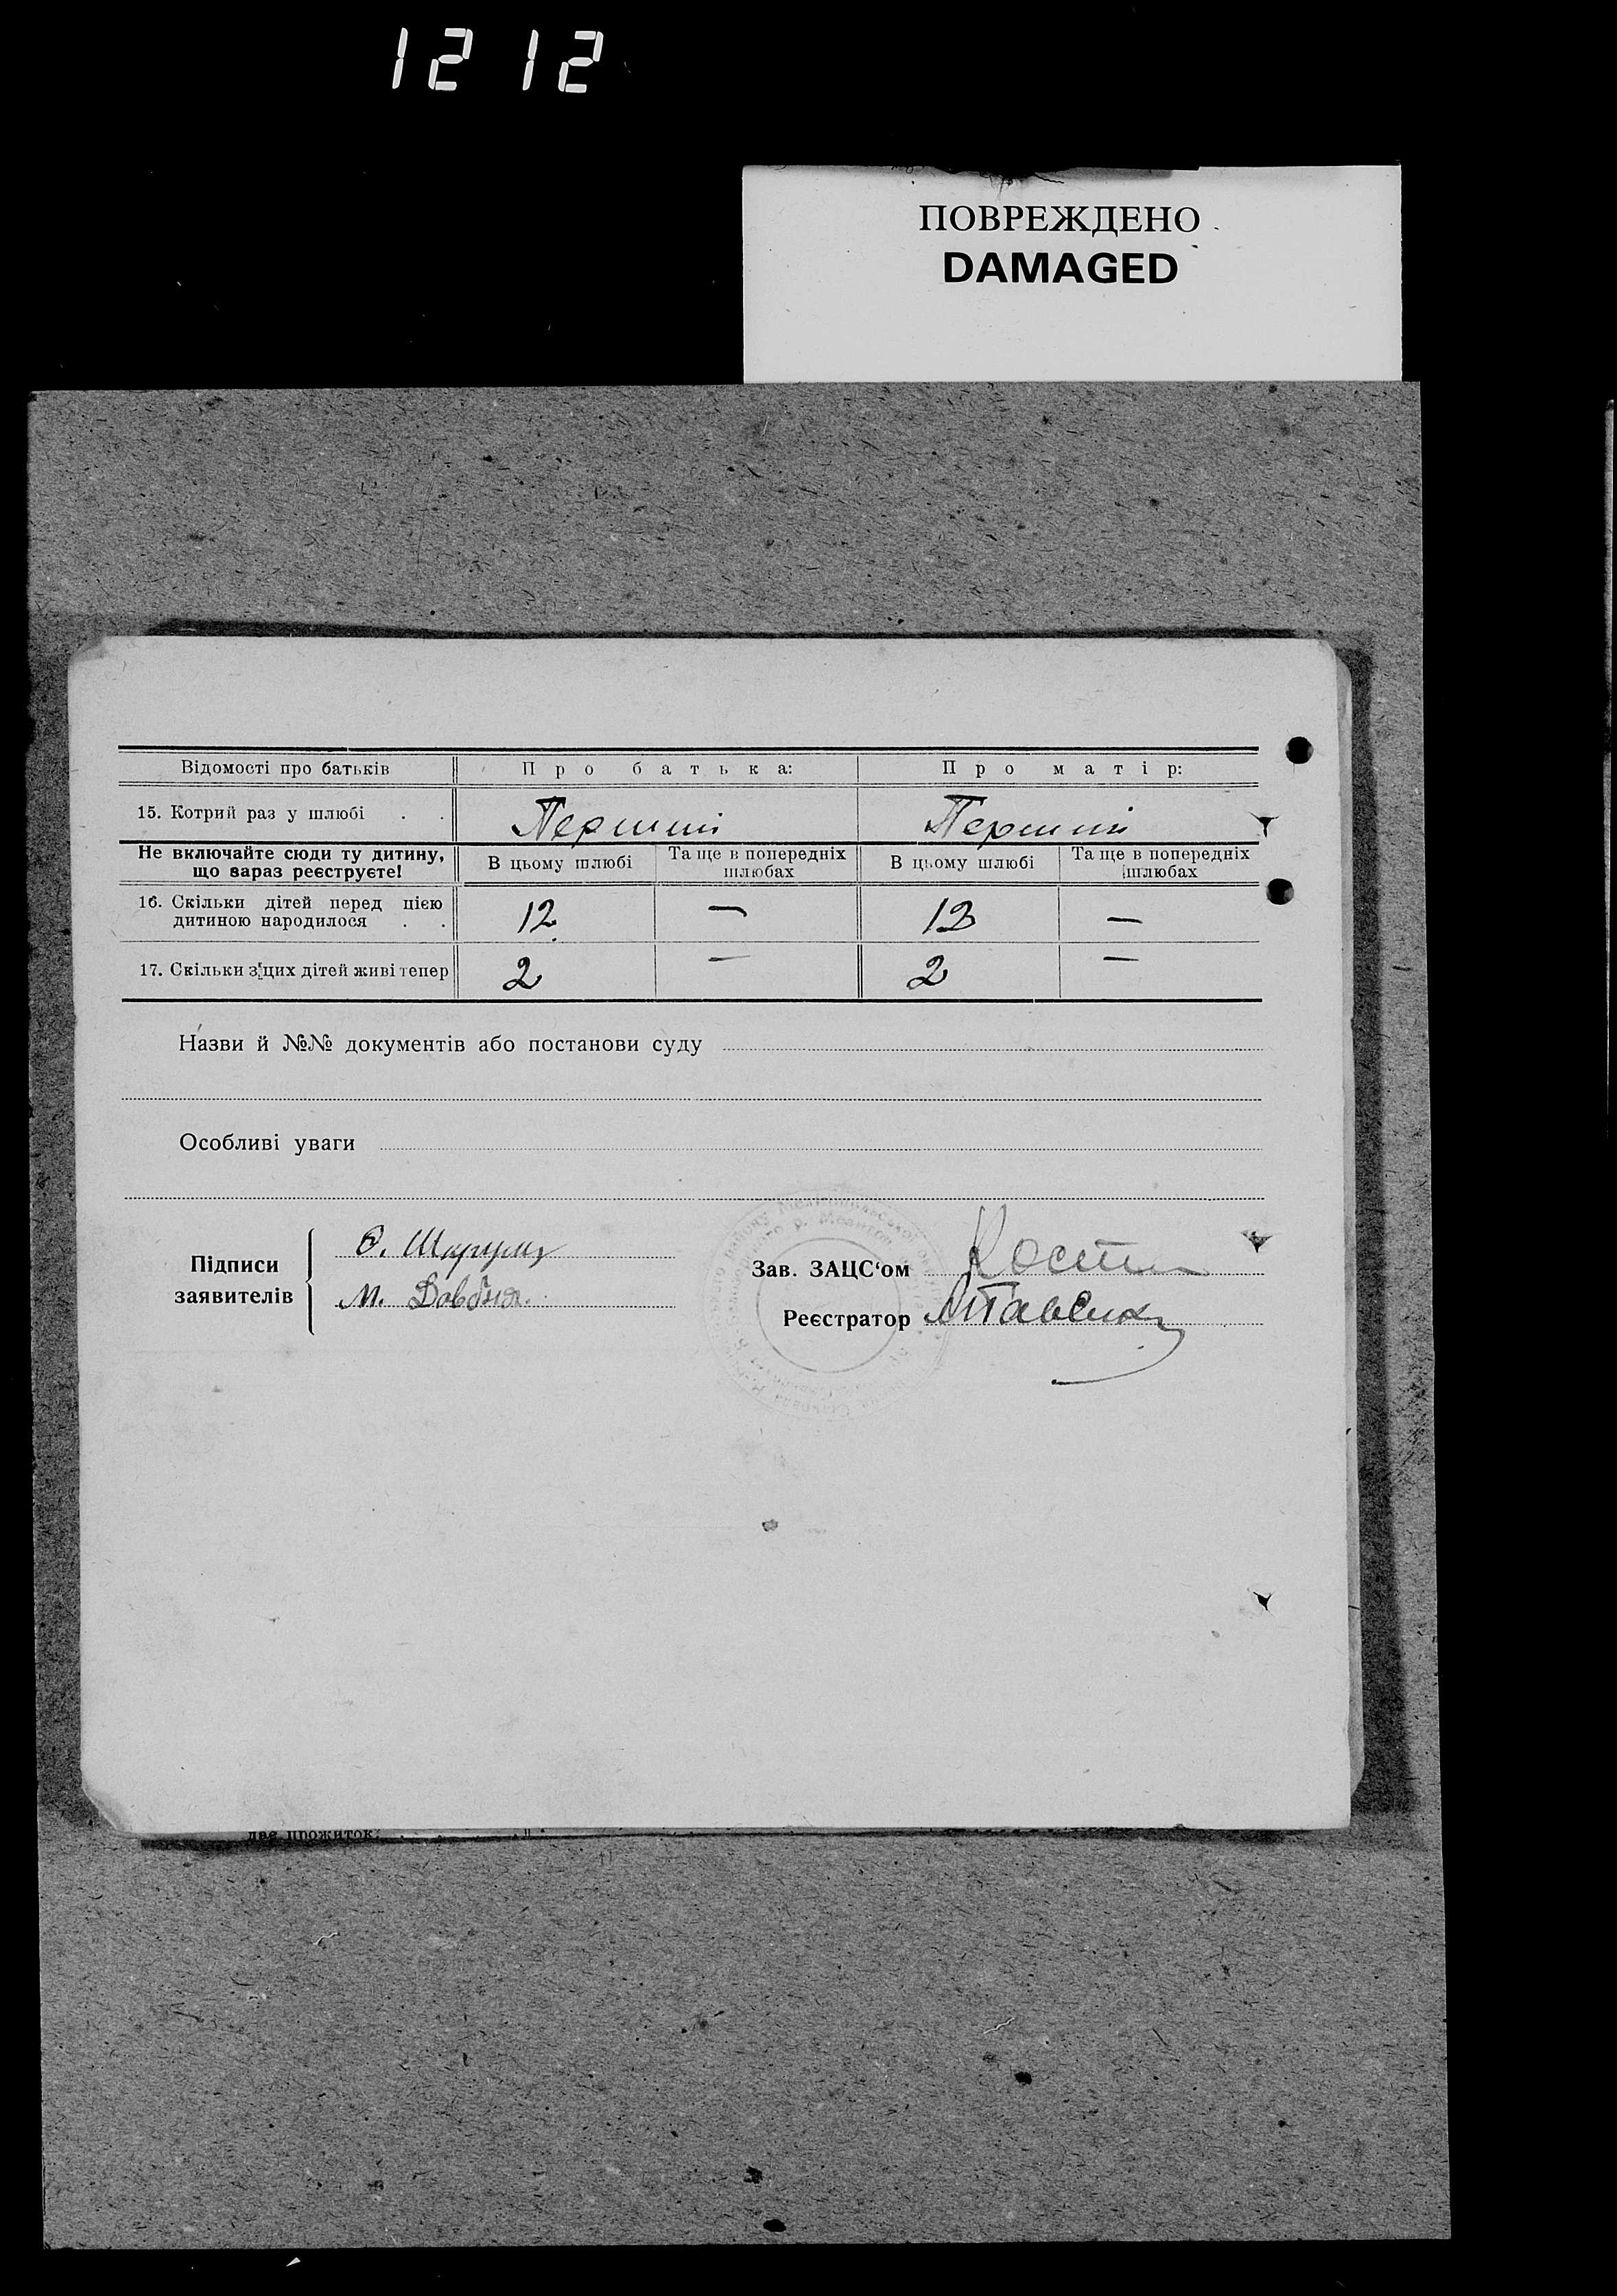 1212
ПОВРЕЖДЕНО
DAMAGED
Відомості про батьків Про батька: Про матір:
15. Котрий раз у шлюбі . . Перший Перший
Не включайте сюди ту дитину, що зараз реєструєте! В цьому шлюбі Та ще в попередніх шлюбах В цьому шлюбі Та ще в попередніх шлюбах
16. Скільки дітей перед цією
дитиною народилося . . 12 — —
17. Скільки з цих дітей живі тепер 2 — 2 —
Назви й №№ документів або постанови суду
Особливі уваги
Підписи
заявителів
М. Довбня
Зав. ЗАЦС‘ом
Реєстратор
дає прожиток